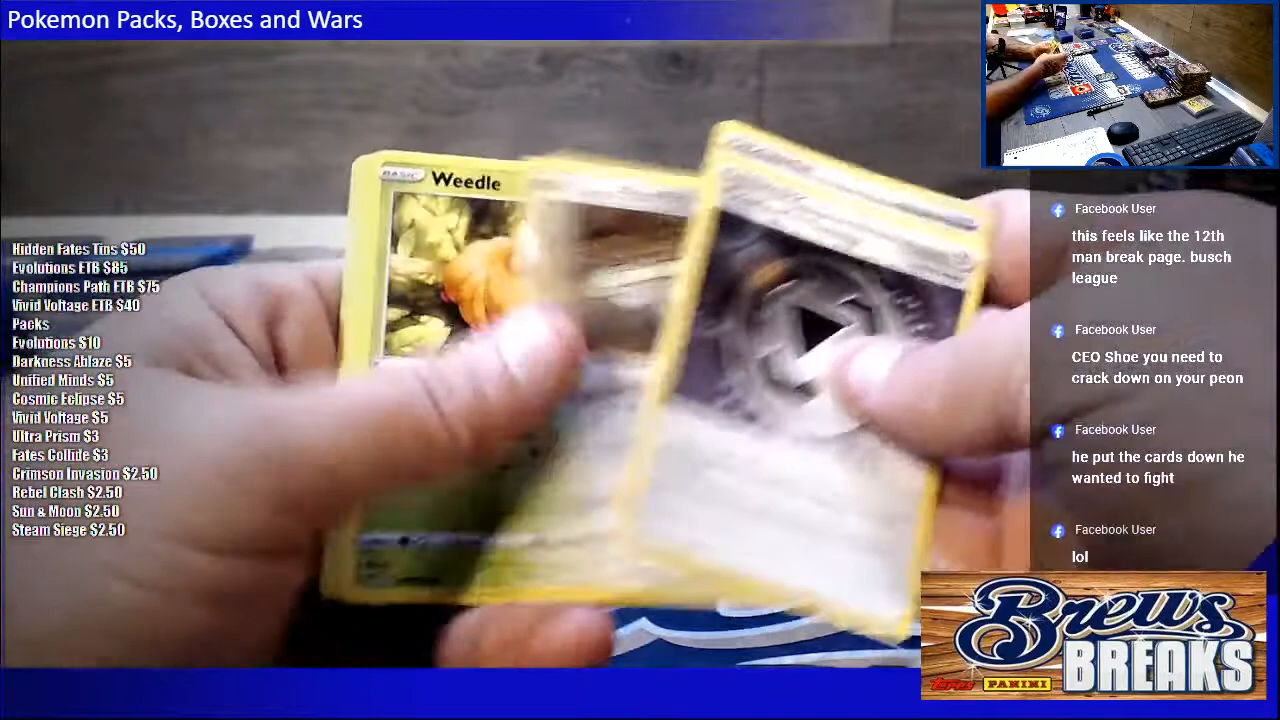 Pokemon Packs, Boxes and Wars
BASIC Weedle
Hidden Fates Tins $50
Evolutions ETB $85
Champions Path ETB $75
Vivid Voltage ETB $40
Packs
Evolutions $10
Darkness Ablaze $5
Unified Minds $5
Cosmic Eclipse $5
Vivid Voltage $5
Ultra Prism $3
Fates Collide $3
Crimson Invasion $2.50
Rebel Clash $2.50
Sun & Moon $2.50
Steam Siege $2.50
Facebook User
this feels like the 12th
man break page. busch
league
Facebook User
CEO Shoe you need to
crack down on your peon
Facebook User
he put the cards down he
wanted to fight
Facebook User
lol
Brews
BREAKS
Topps PANINI